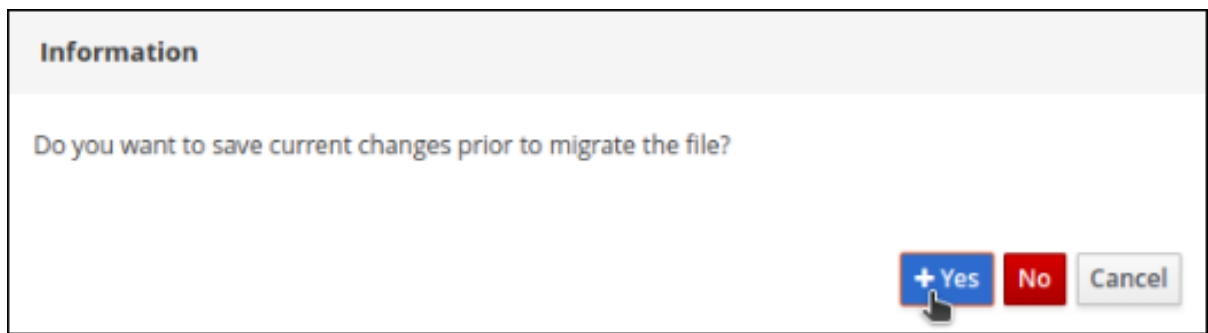 Information
Do you want to save current changes prior to migrate the file?
Yes No Cancel